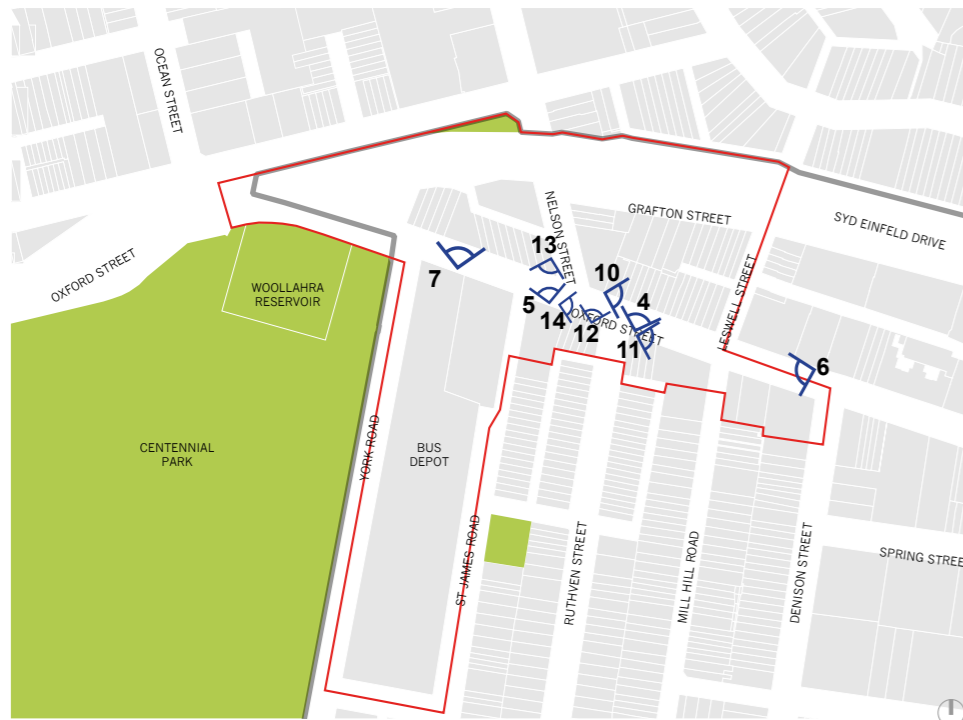 OCEAN STREET
NELSON STREET
GRAFTON STREET
SYD EINFELD DRIVE
OXFORD STREET
WOOLLAHRA
RESERVOIR
13
7
10
5
4
14
12
OXFORD STREET
11
LESWELL STREET
6
CENTENNIAL
PARK
YORK ROAD
BUS
DEPOT
ST JAMES ROAD
RUTHVEN STREET
MILL HILL ROAD
DENISON STREET
SPRING STREE